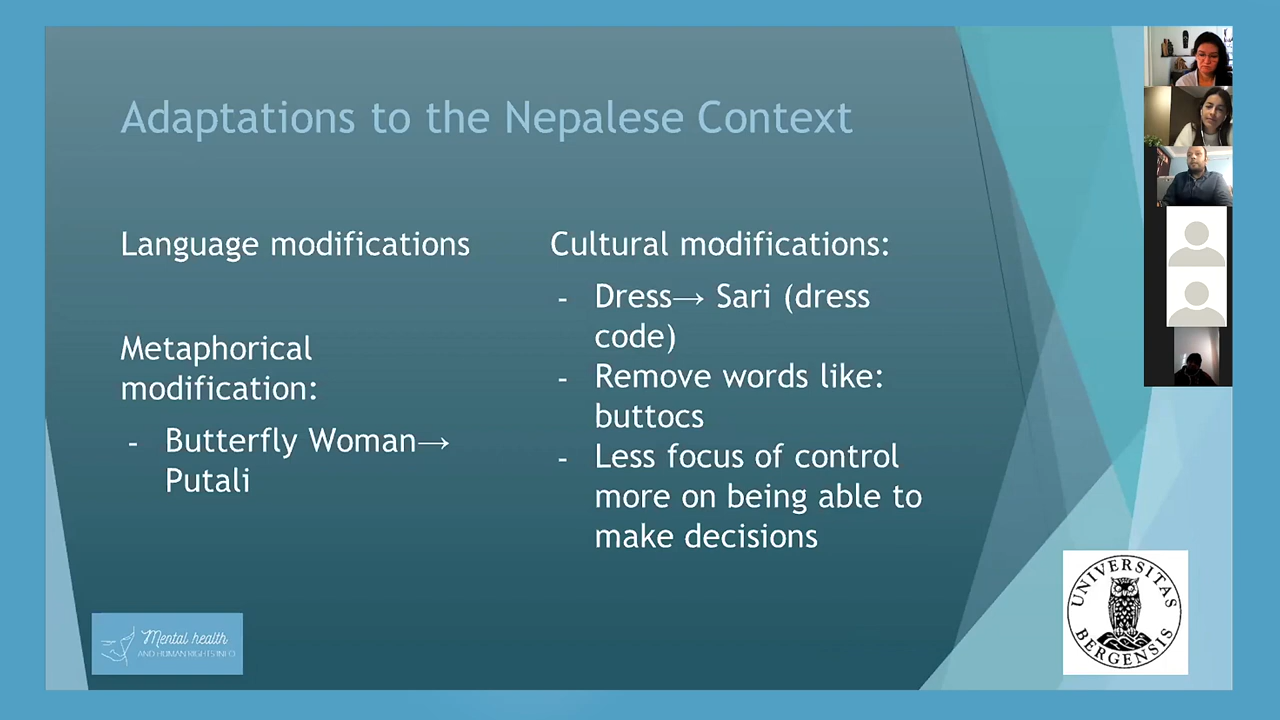 Adaptations to the Nepalese Context
Language modifications
Metaphorical
modification:
- Butterfly Woman→
Putali
Cultural modifications:
- Dress→ Sari (dress
code)
- Remove words like:
buttocs
- Less focus of control
more on being able to
make decisions
Mental health
AND HUMAN RIGHTS INFO
UNIVERSITAS
BERGENSIS